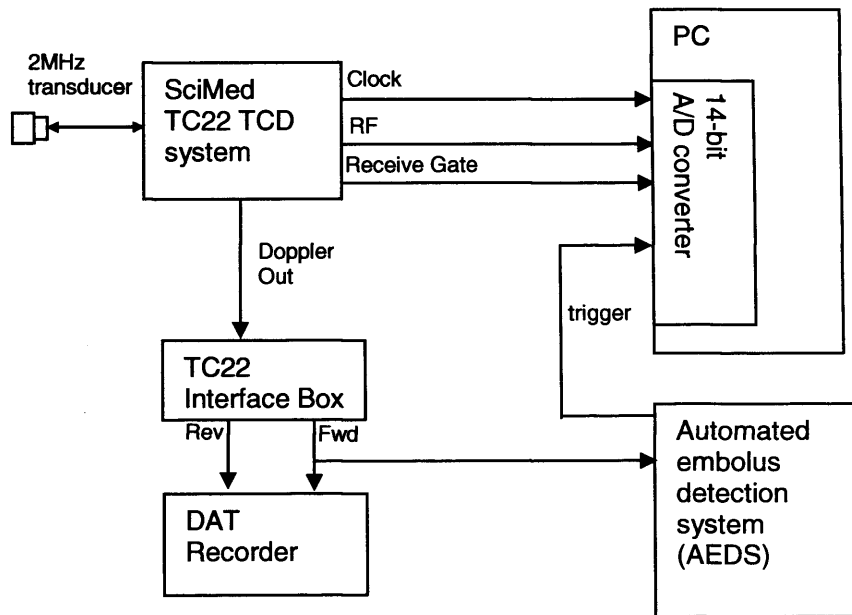 PC
2MHz
transducer
SciMed
TC22 TCD
system
Clock
RF
Receive Gate
14-bit
A/D converter
Doppler
Out
trigger
TC22
Interface Box
Rev
Fwd
DAT
Recorder
Automated
embolus
detection
system
(AEDS)